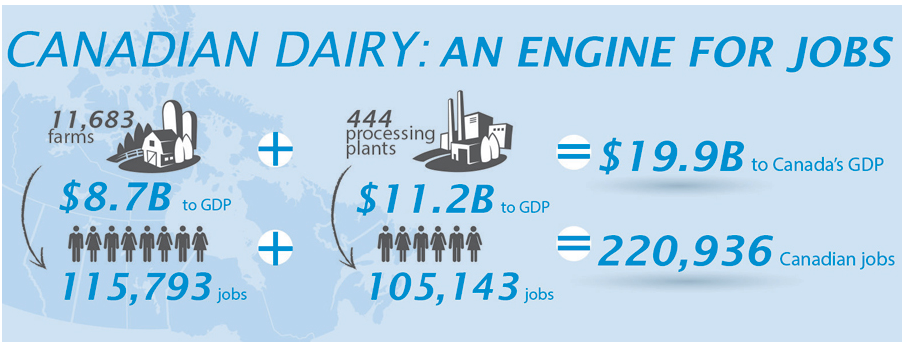 CANADIAN DAIRY: AN ENGINE FOR JOBS
11,683
farms
+
444
processing
plants
= $19.9B to Canada's GDP
$8.7B to GDP
$11.2B to GDP
+
= 220,936 Canadian jobs
115,793 jobs
105,143 jobs